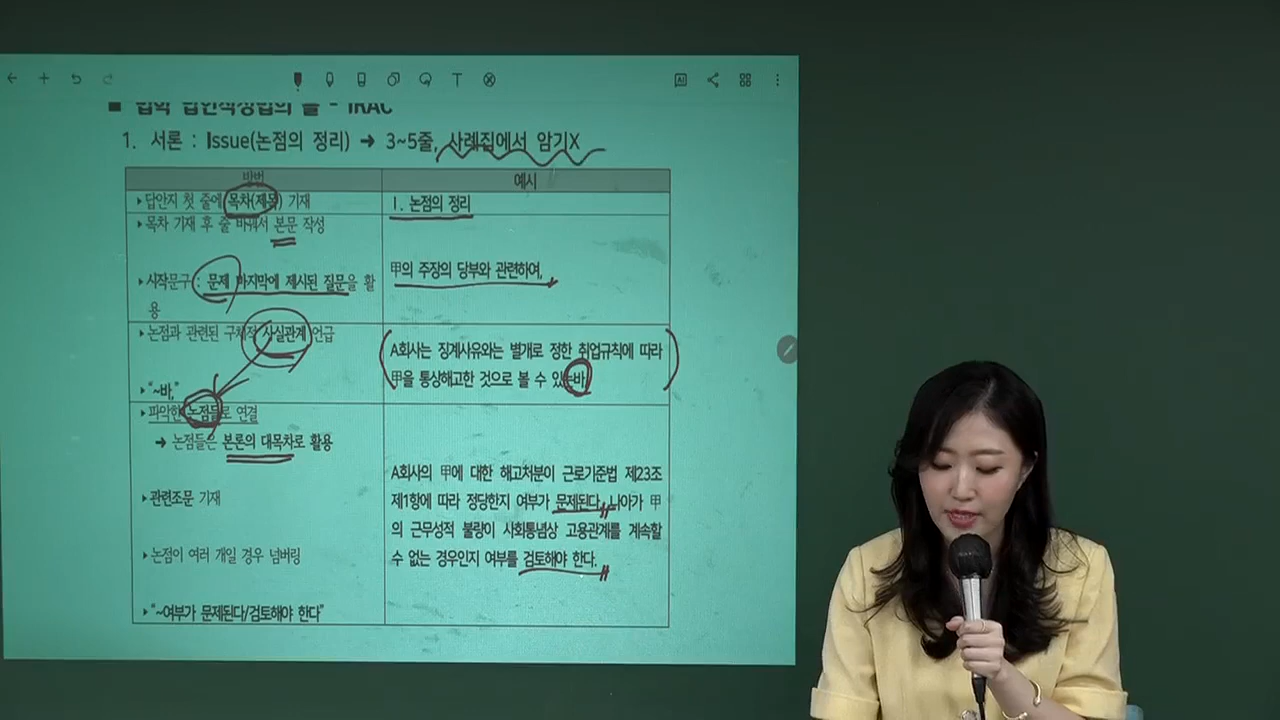 ■ 법학 답안작성법의 틀 - IRAC
1. 서론 : Issue(논점의 정리) ➔ 3~5줄, 사례집에서 암기X
방법
예시
▸답안지 첫 줄에 목차(제목) 기재
Ⅰ. 논점의 정리
▸목차 기재 후 줄 바꿔서 본문 작성
▸시작문구 : 문제 마지막에 제시된 질문을 활
용
甲의 주장의 당부와 관련하여,
▸논점과 관련된 구체적 사실관계 언급
▸"~바,"
A회사는 징계사유와는 별개로 정한 취업규칙에 따라
甲을 통상해고한 것으로 볼 수 있는바,
▸파악한 논점들로 연결
➔ 논점들은 본론의 대목차로 활용
▸관련조문 기재
▸논점이 여러 개일 경우 넘버링
▸"~여부가 문제된다/검토해야 한다"
A회사의 甲에 대한 해고처분이 근로기준법 제23조
제1항에 따라 정당한지 여부가 문제된다. 나아가 甲
의 근무성적 불량이 사회통념상 고용관계를 계속할
수 없는 경우인지 여부를 검토해야 한다.